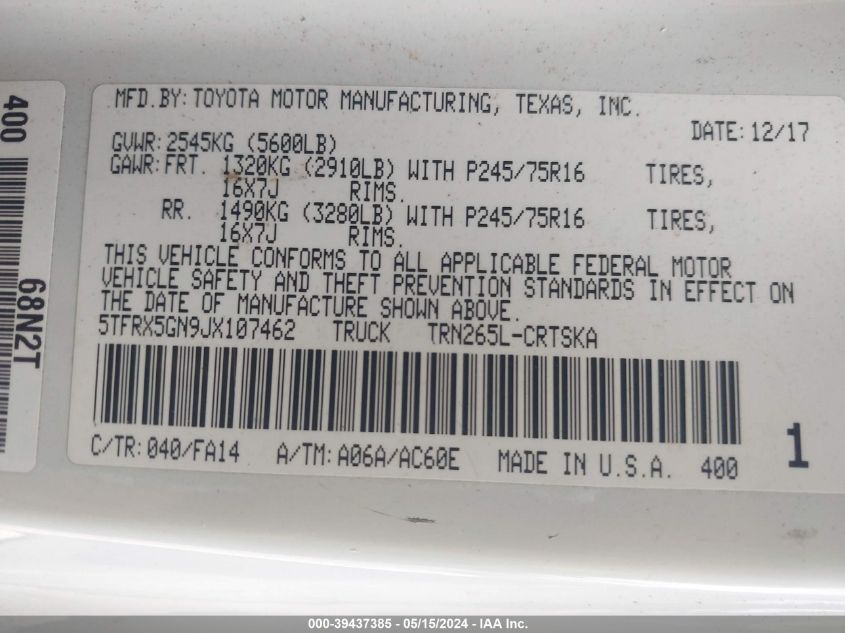 MFD.BY:TOYOTA MOTOR MANUFACTURING, TEXAS, INC.
DATE:12/17
GVWR:2545KG (5600LB)
GAWR:FRT. 1320KG (2910LB) WITH P245/75R16 TIRES,
16X7J RIMS.
RR. 1490KG (3280LB) WITH P245/75R16 TIRES,
16X7J RIMS.
THIS VEHICLE CONFORMS TO ALL APPLICABLE FEDERAL MOTOR
VEHICLE SAFETY AND THEFT PREVENTION STANDARDS IN EFFECT ON
THE DATE OF MANUFACTURE SHOWN ABOVE.
5TFRX5GN9JX107462 TRUCK TRN265L-CRTSKA
C/TR:040/FA14 A/TM:A06A/AC60E MADE IN U.S.A. 400
1
400
68N2T
000-39437385 - 05/15/2024 - IAA Inc.